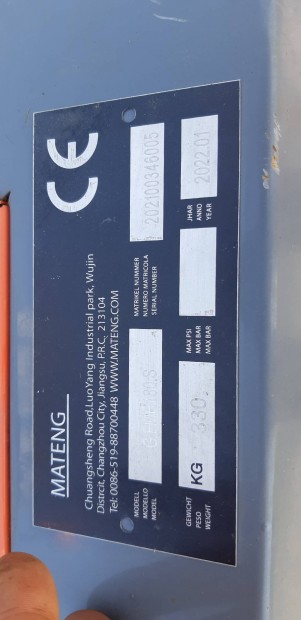 MATENG
Chuangsheng Road,LuoYang Industrial park, Wujin
Distrcit, Changzhou City, Jiangsu, P.R.C, 213104
Tel: 0086-519-88700448 WWW.MATENG.COM
CE
MODELL
MODELLO
MODEL
MATRIKEL NUMMER
NUMERO MATRICOLA
SERIAL NUMBER
202100346005
GEWICHT
PESO
WEIGHT
KG 330.
MAX PSI
MAX BAR
MAX BAR
JHAR
ANNO
YEAR
2022.01